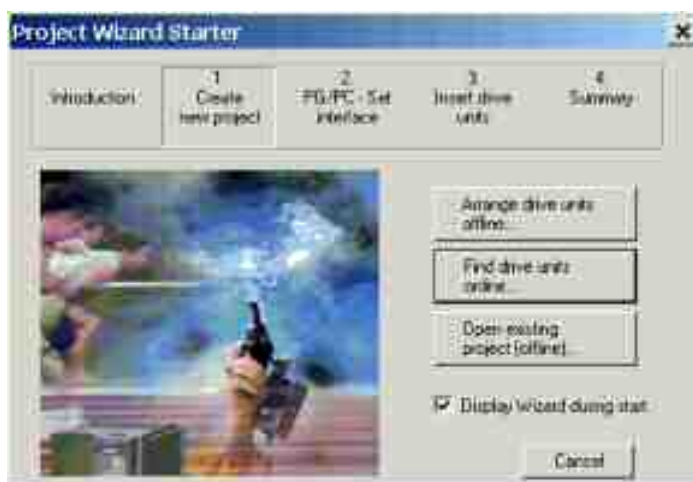 Project Wizard Starter
Introduction
1
Create
new project
2
PG/PC - Set
interface
3
Insert drive
units
4
Summary
Arrange drive units
offline...
Find drive units
online...
Open existing
project (offline)...
Display Wizard during start
Cancel